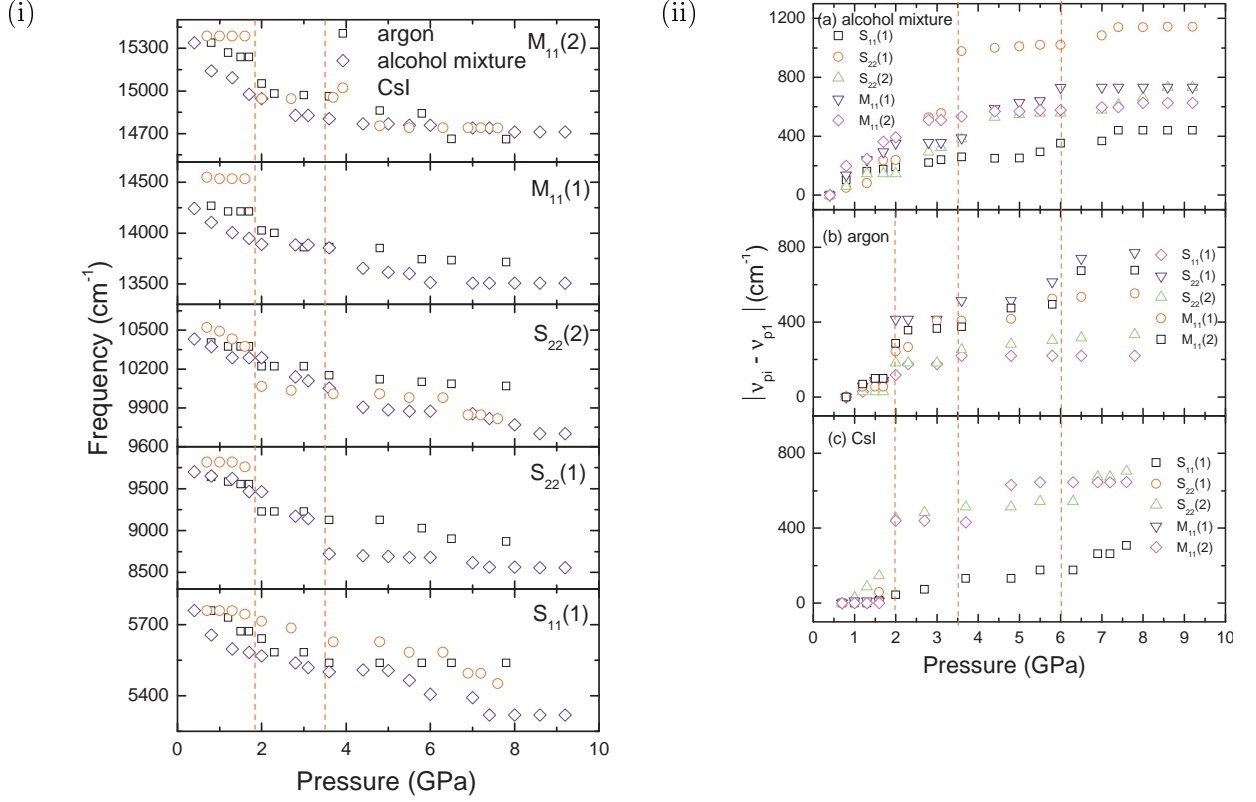 (i)
argon
alcohol mixture
CsI
M₁₁(2)
15300
15000
14700
M₁₁(1)
14500
14000
13500
S₂₂(2)
10500
10200
9900
9600
S₂₂(1)
9500
9000
8500
S₁₁(1)
5700
5400
Frequency (cm⁻¹)
0 2 4 6 8 10
Pressure (GPa)
(ii)
(a) alcohol mixture
S₁₁(1)
S₂₂(1)
S₂₂(2)
M₁₁(1)
M₁₁(2)
1200
800
400
0
(b) argon
S₁₁(1)
S₂₂(1)
S₂₂(2)
M₁₁(1)
M₁₁(2)
800
400
0
(c) CsI
S₁₁(1)
S₂₂(1)
S₂₂(2)
M₁₁(1)
M₁₁(2)
800
400
0
| ν_pi - ν_p1 | (cm⁻¹)
0 1 2 3 4 5 6 7 8 9 10
Pressure (GPa)